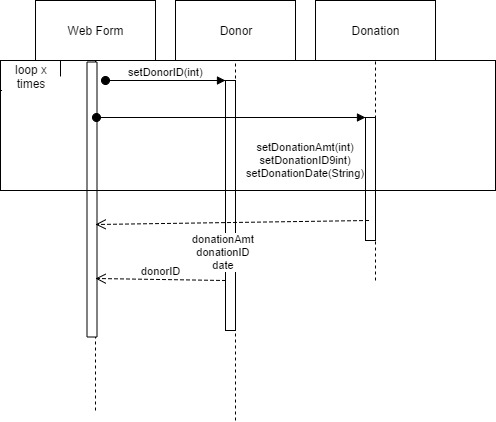 Web Form
Donor
Donation
loop x
times
setDonorID(int)
setDonationAmt(int)
setDonationID9int)
setDonationDate(String)
donationAmt
donationID
date
donorID